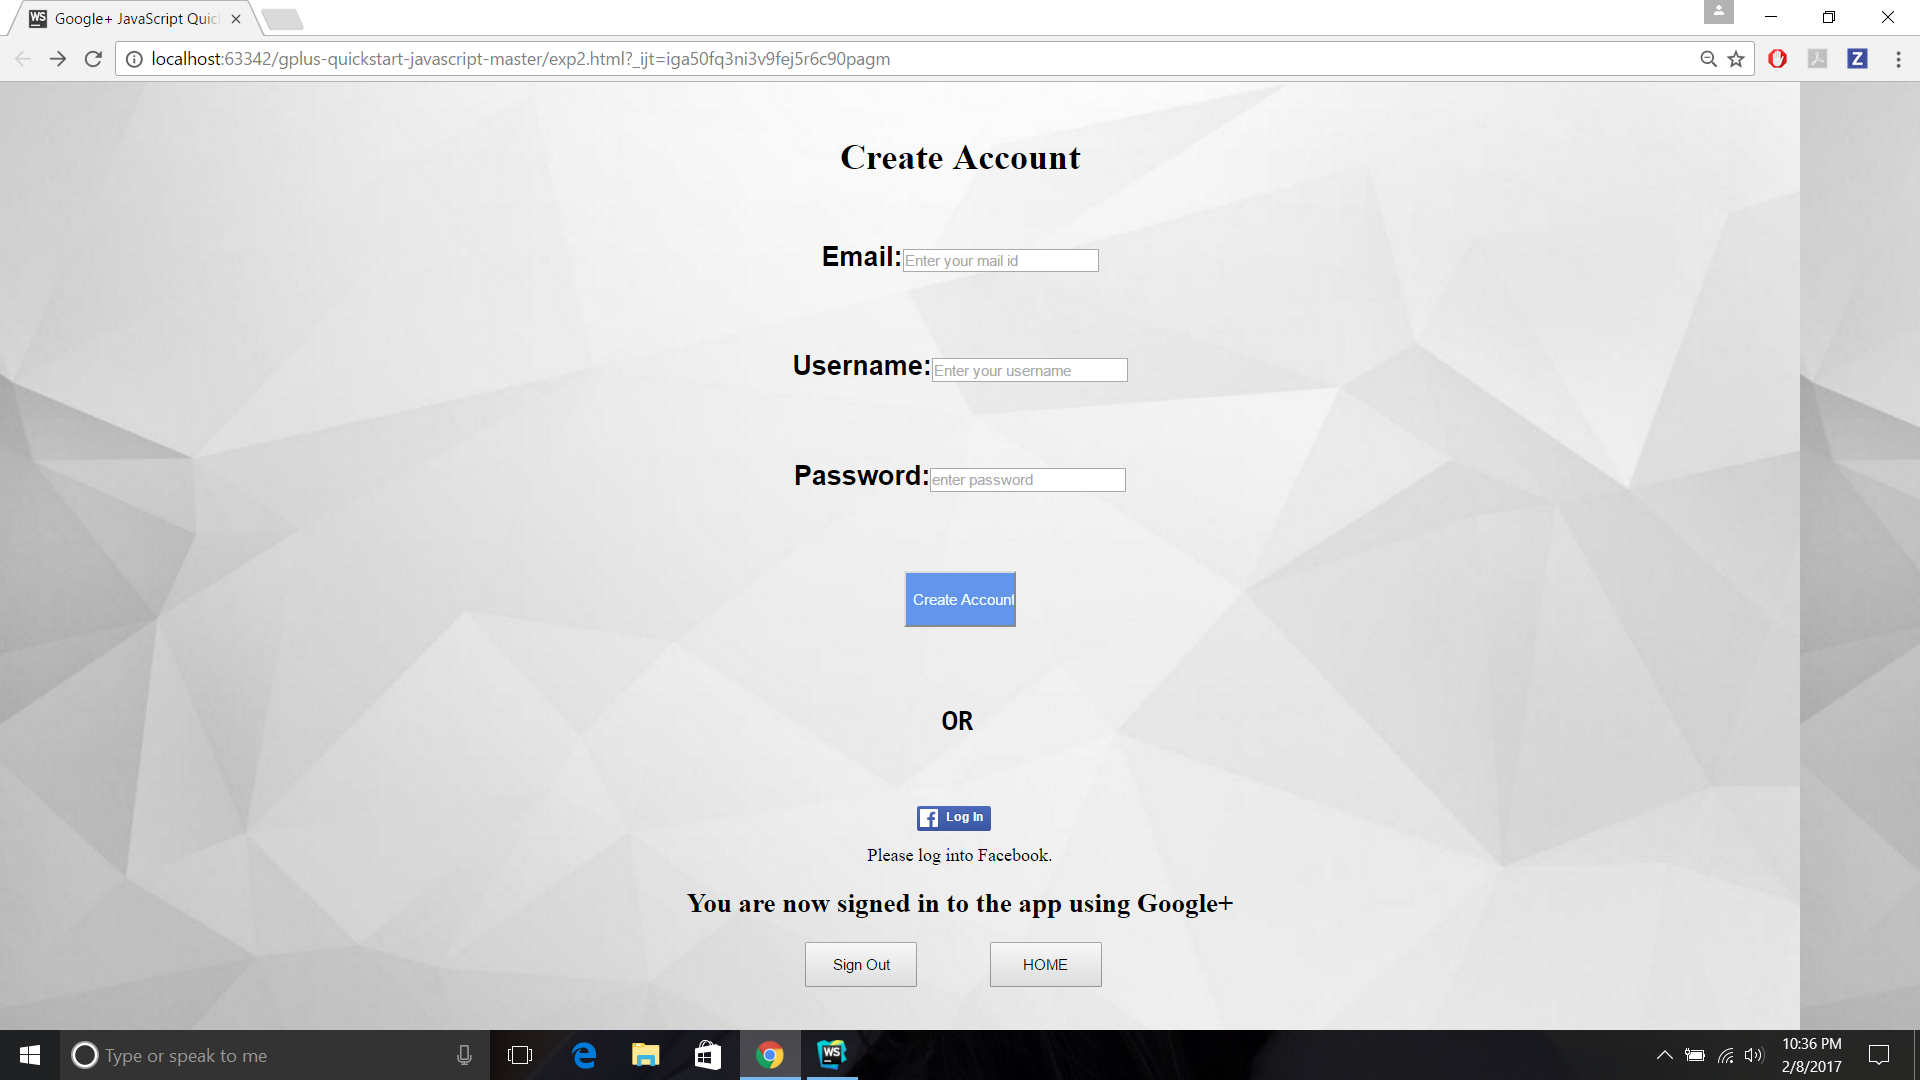 WS Google+ JavaScript Quic
localhost:63342/gplus-quickstart-javascript-master/exp2.html?_ijt=iga50fq3ni3v9fej5r6c90pagm
Z
Create Account
Email: Enter your mail id
Username: Enter your username
Password: enter password
Create Account
OR
f Log In
Please log into Facebook.
You are now signed in to the app using Google+
Sign Out HOME
Type or speak to me
WS
10:36 PM
2/8/2017